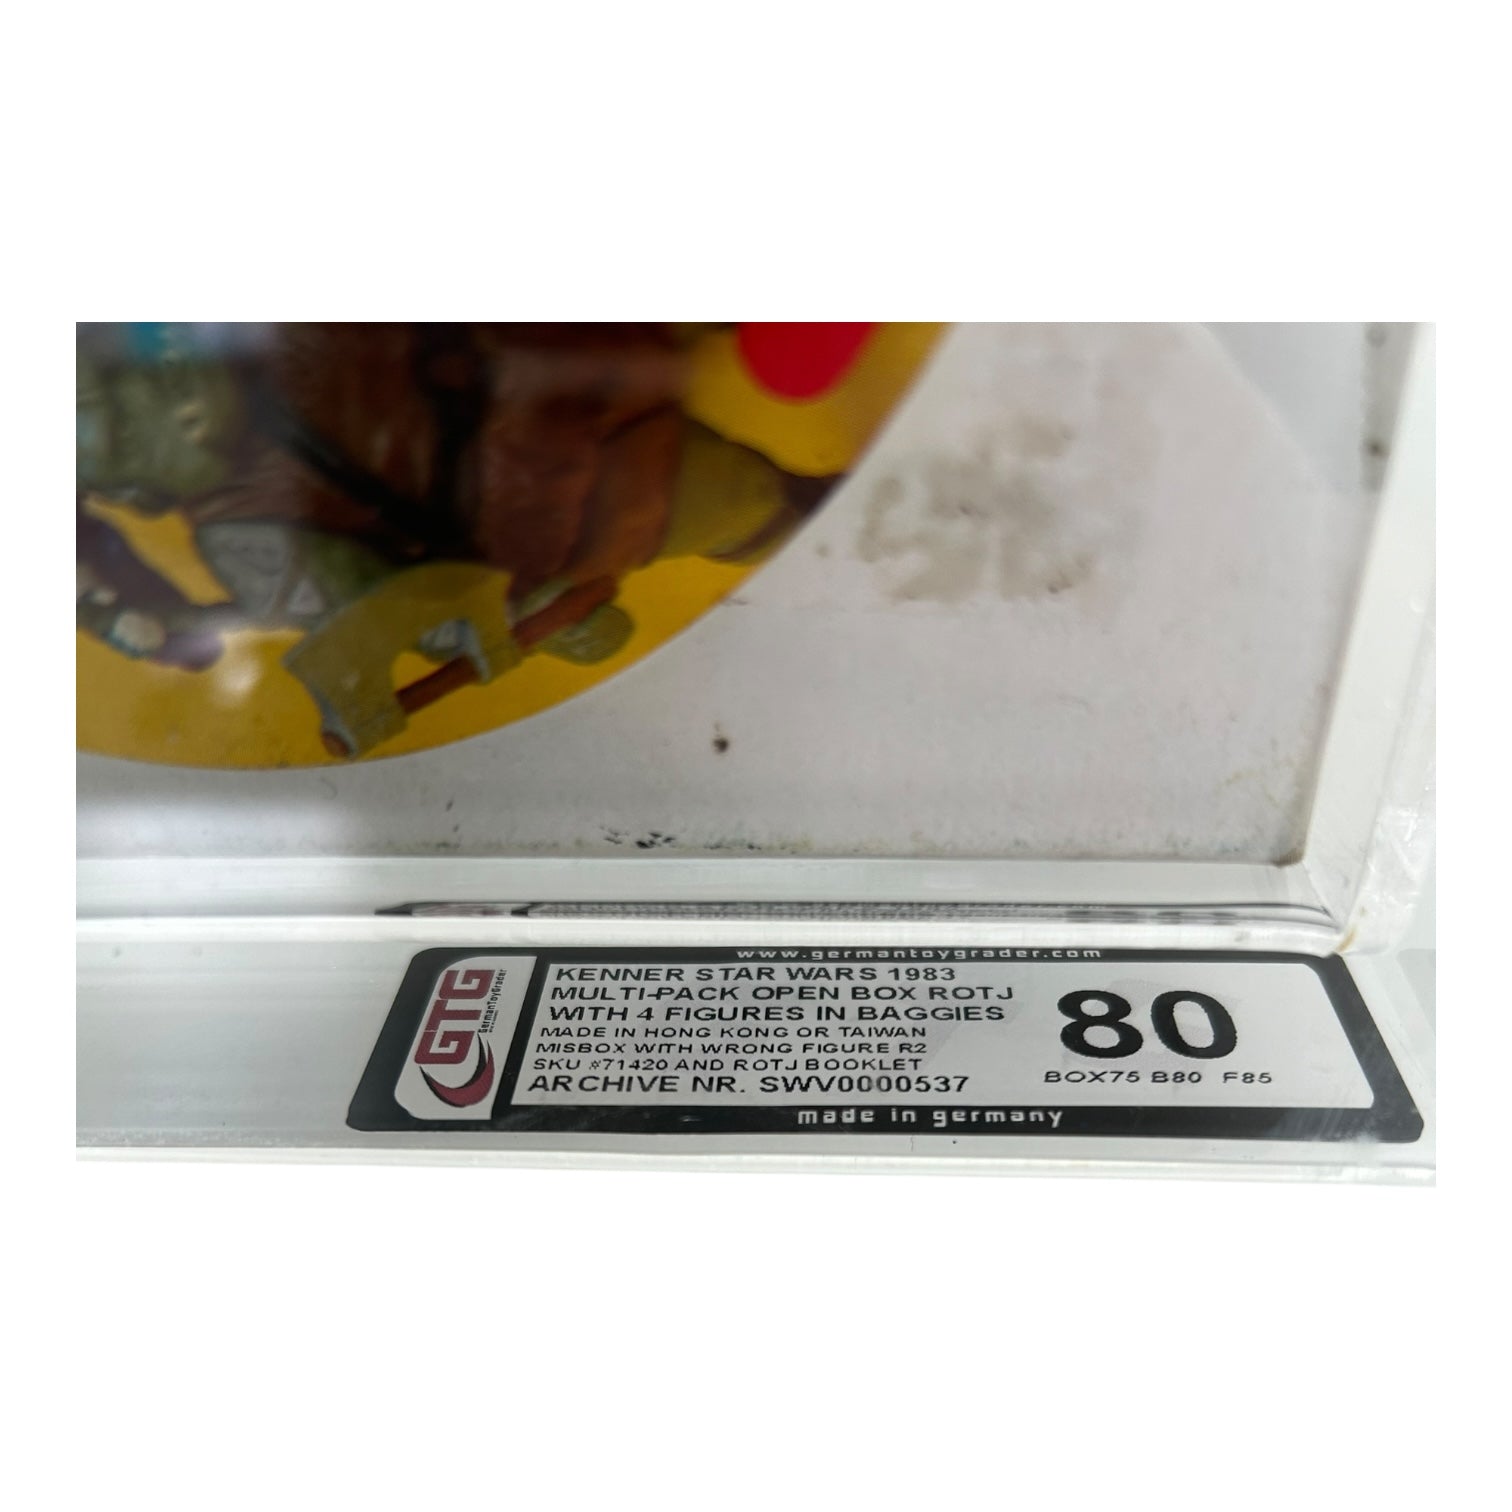 www.germantoygrader.com
GTG
GermanToyGrader
KENNER STAR WARS 1983
MULTI-PACK OPEN BOX ROTJ
WITH 4 FIGURES IN BAGGIES
MADE IN HONG KONG OR TAIWAN
MISBOX WITH WRONG FIGURE R2
SKU #71420 AND ROTJ BOOKLET
ARCHIVE NR. SWV0000537
80
BOX75 B80 F85
made in germany